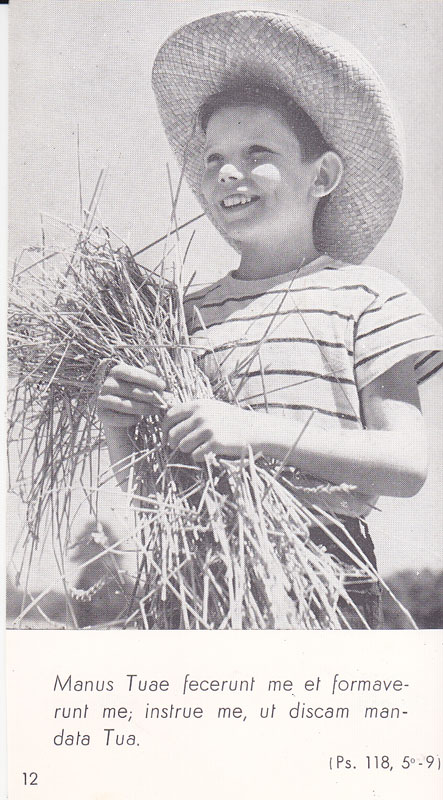 Manus Tuae fecerunt me et formave-
runt me; instrue me, ut discam man-
data Tua.
(Ps. 118, 5º-9)
12